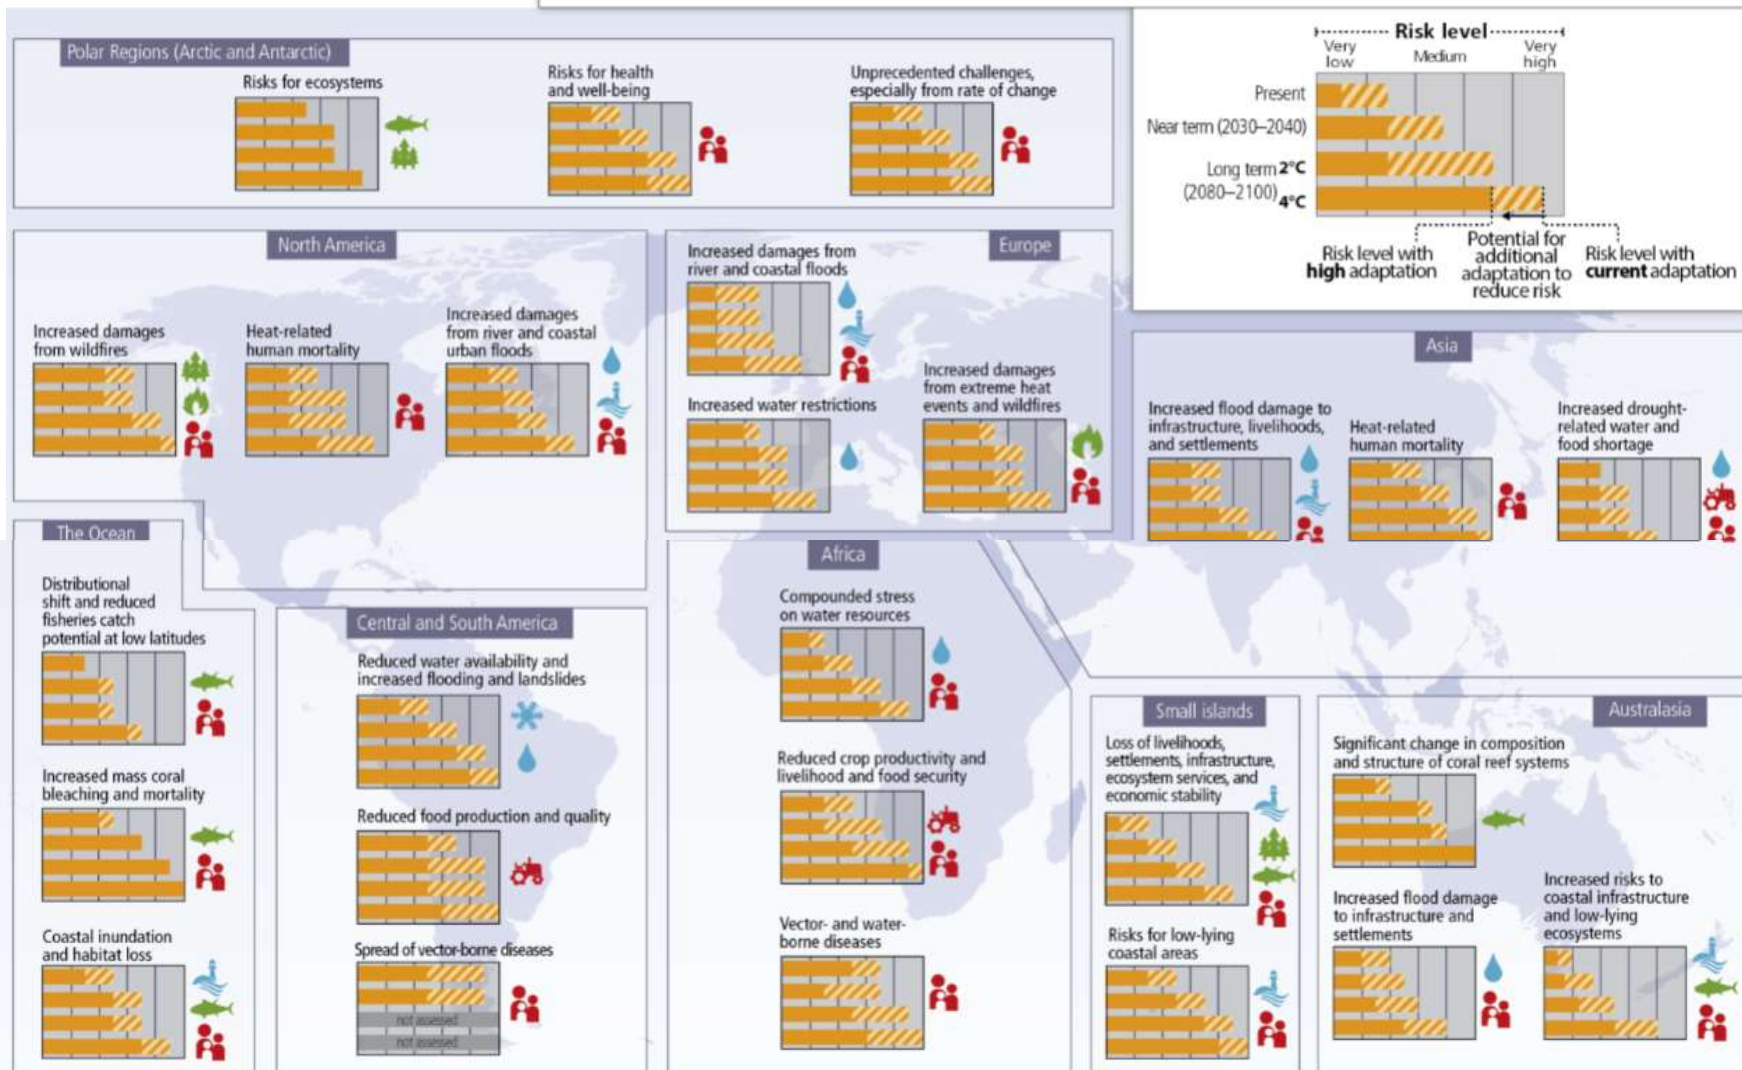 Risk level
Very
low
Medium
Very
high
Present
Near term (2030–2040)
Long term 2°C
(2080–2100) 4°C
Risk level with
high adaptation
Potential for
additional
adaptation to
reduce risk
Risk level with
current adaptation
Polar Regions (Arctic and Antarctic)
Risks for ecosystems
Risks for health
and well-being
Unprecedented challenges,
especially from rate of change
North America
Increased damages
from wildfires
Heat-related
human mortality
Increased damages
from river and coastal
urban floods
Europe
Increased damages from
river and coastal floods
Increased water restrictions
Increased damages
from extreme heat
events and wildfires
Asia
Increased flood damage to
infrastructure, livelihoods,
and settlements
Heat-related
human mortality
Increased drought-
related water and
food shortage
The Ocean
Distributional
shift and reduced
fisheries catch
potential at low latitudes
Increased mass coral
bleaching and mortality
Coastal inundation
and habitat loss
Central and South America
Reduced water availability and
increased flooding and landslides
Reduced food production and quality
Spread of vector-borne diseases
not assessed
not assessed
Africa
Compounded stress
on water resources
Reduced crop productivity and
livelihood and food security
Vector- and water-
borne diseases
Small islands
Loss of livelihoods,
settlements, infrastructure,
ecosystem services, and
economic stability
Risks for low-lying
coastal areas
Australasia
Significant change in composition
and structure of coral reef systems
Increased flood damage
to infrastructure and
settlements
Increased risks to
coastal infrastructure
and low-lying
ecosystems